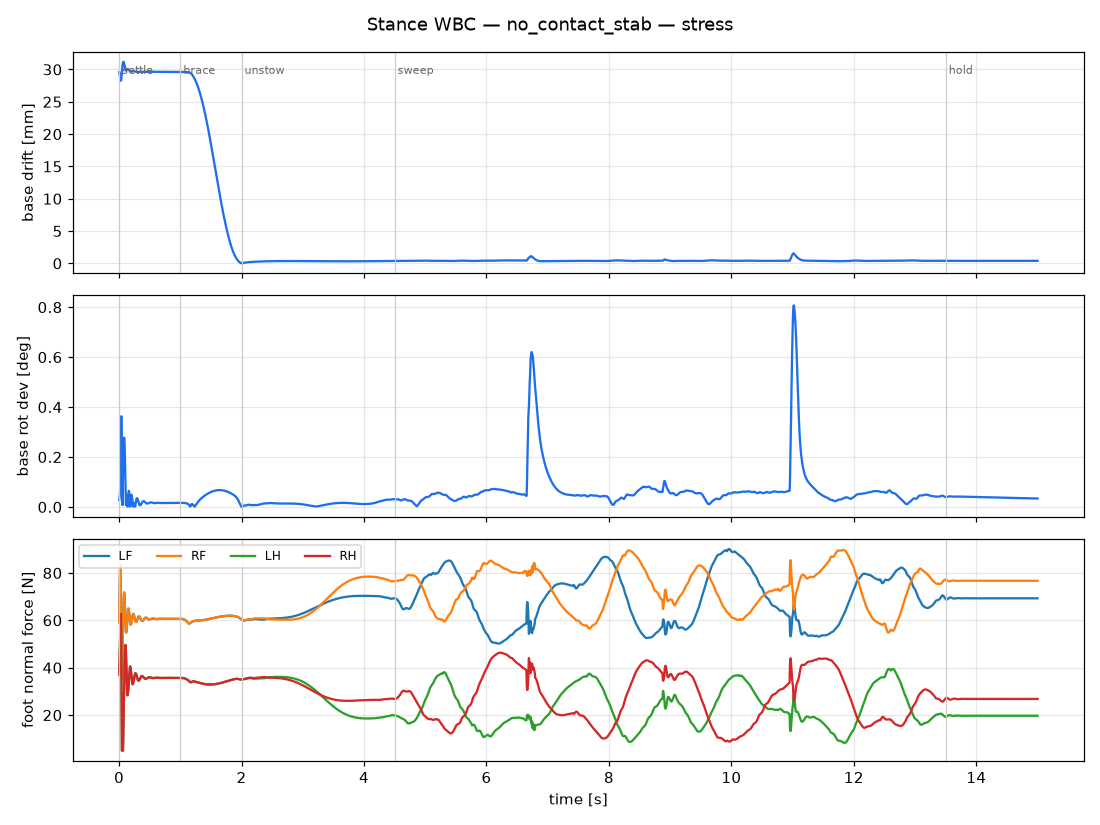 Stance WBC — no_contact_stab — stress
base drift [mm]
30
25
20
15
10
5
0
settle
brace
unstow
sweep
hold
base rot dev [deg]
0.8
0.6
0.4
0.2
0.0
foot normal force [N]
80
60
40
20
LF RF LH RH
0 2 4 6 8 10 12 14
time [s]